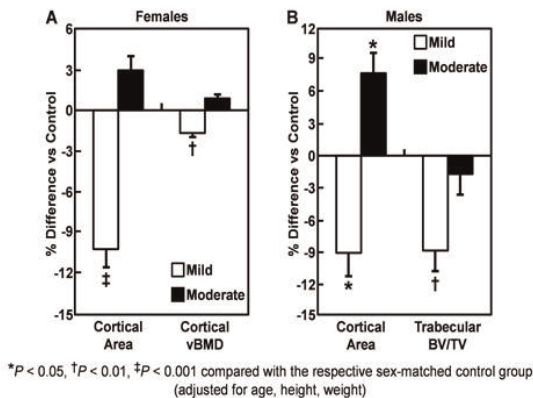 A Females
6
3
0
-3
-6
-9
-12
-15
% Difference vs Control
†
‡
Mild
Moderate
Cortical Area
Cortical vBMD
B Males
12
9
6
3
0
-3
-6
-9
-12
-15
% Difference vs Control
*
Mild
Moderate
*
†
Cortical Area
Trabecular BV/TV
*P < 0.05, †P < 0.01, ‡P < 0.001 compared with the respective sex-matched control group
(adjusted for age, height, weight)